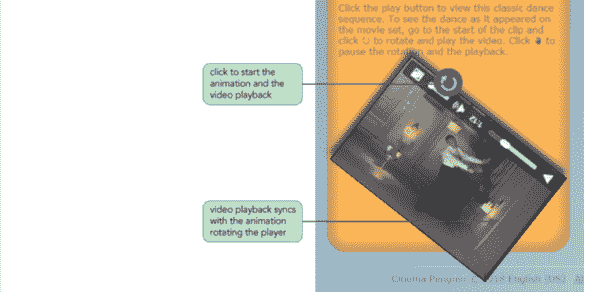 Click the play button to view this classic dance
sequence. To see the dance as it appeared on
the movie set, go to the start of the clip and
click to rotate and play the video. Click to
pause the rotation and the playback.
click to start the
animation and the
video playback
video playback syncs
with the animation
rotating the player
Cinema English